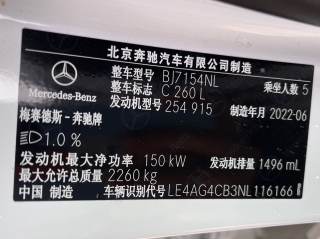 北京奔驰汽车有限公司制造
整车型号 BJ7154NL 乘坐人数 5
整车标志 C 260 L
Mercedes-Benz 发动机型号 254 915 制造年月 2022-06
梅赛德斯-奔驰牌
1.0 %
发动机最大净功率 150 kW 发动机排量 1496 mL
最大允许总质量 2260kg
中国 制造 车辆识别代号 LE4AG4CB3NL116166